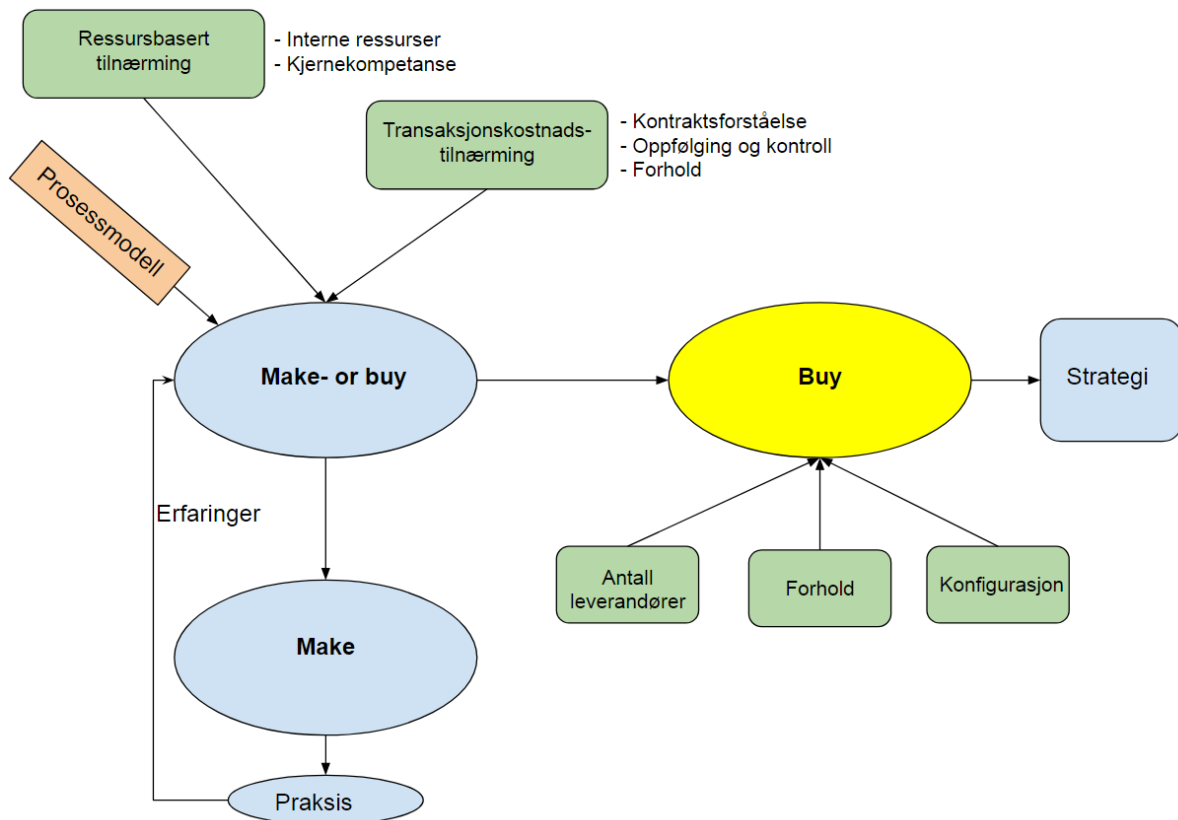 Ressursbasert
tilnærming
- Interne ressurser
- Kjernekompetanse
Transaksjonskostnads-
tilnærming
- Kontraktsforståelse
- Oppfølging og kontroll
- Forhold
Prosessmodell
Make- or buy
Buy
Strategi
Erfaringer
Antall
leverandører
Forhold
Konfigurasjon
Make
Praksis